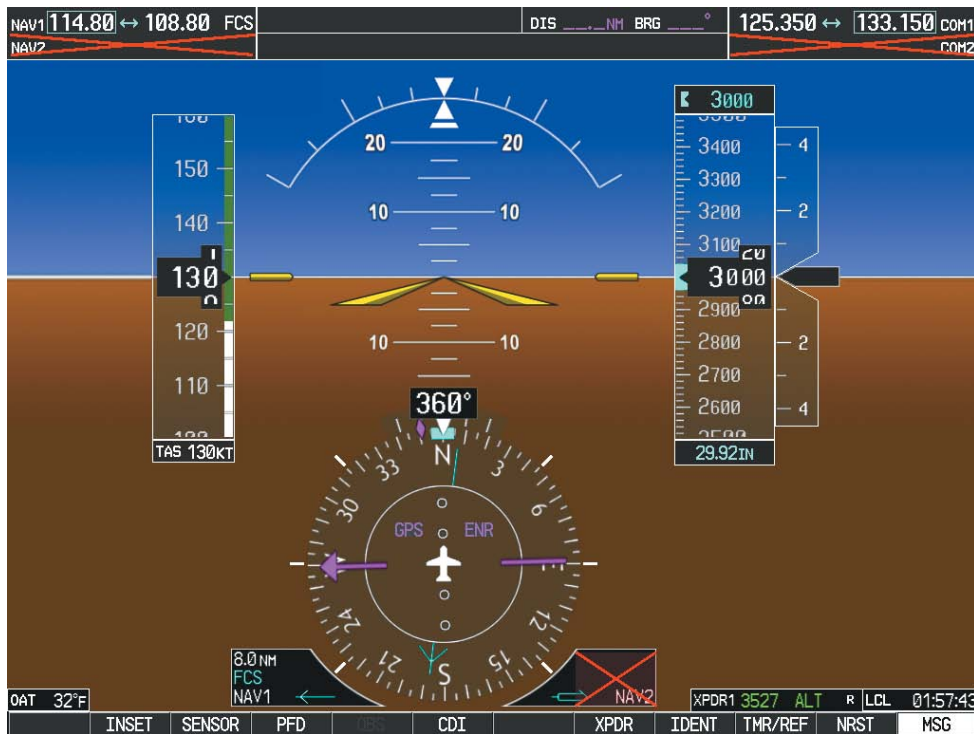 NAV1 114.80 ↔ 108.80 FCS
NAV2
DIS __._NM BRG ___°
125.350 ↔ 133.150 COM1
COM2
20 20
10 10
10 10
150
140
130
120
110
TAS 130KT
3000
3400
3300
3200
3100
20
3000
80
2900
2800
2700
2600
29.92IN
4
2
2
4
360°
N
3
6
E
12
15
S
21
24
30
33
GPS ENR
8.0NM
FCS
NAV1
NAV2
OAT 32°F
XPDR1 3527 ALT R LCL 01:57:43
INSET SENSOR PFD OBS CDI XPDR IDENT TMR/REF NRST MSG